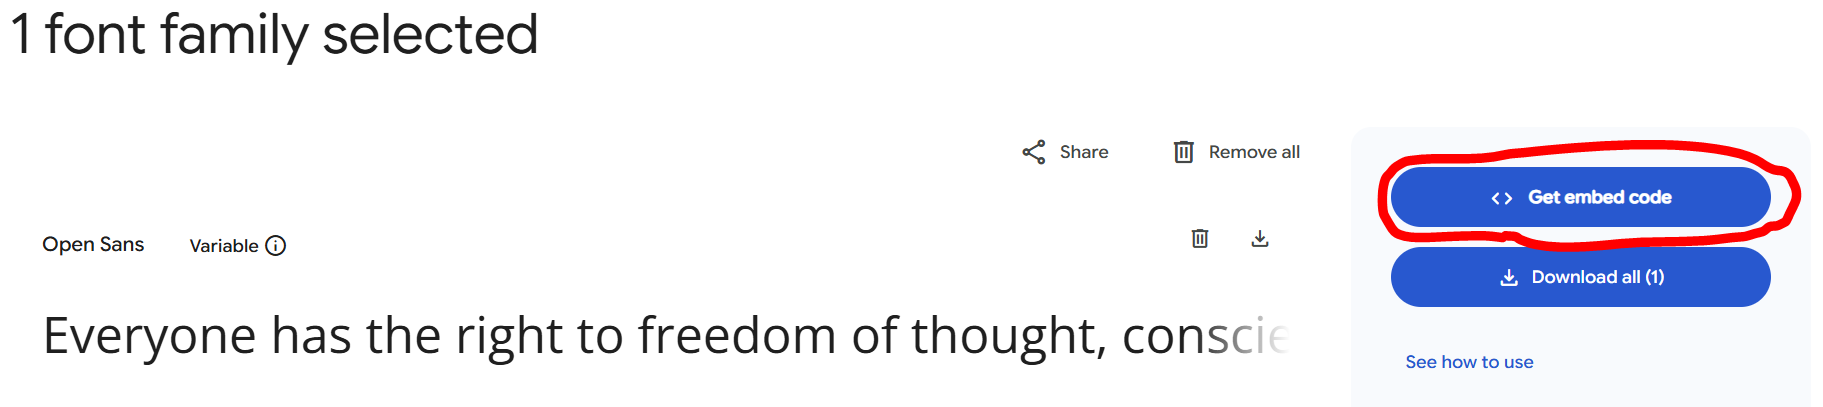 1 font family selected
Share
Remove all
Get embed code
Open Sans
Variable
Download all (1)
Everyone has the right to freedom of thought, conscie
See how to use